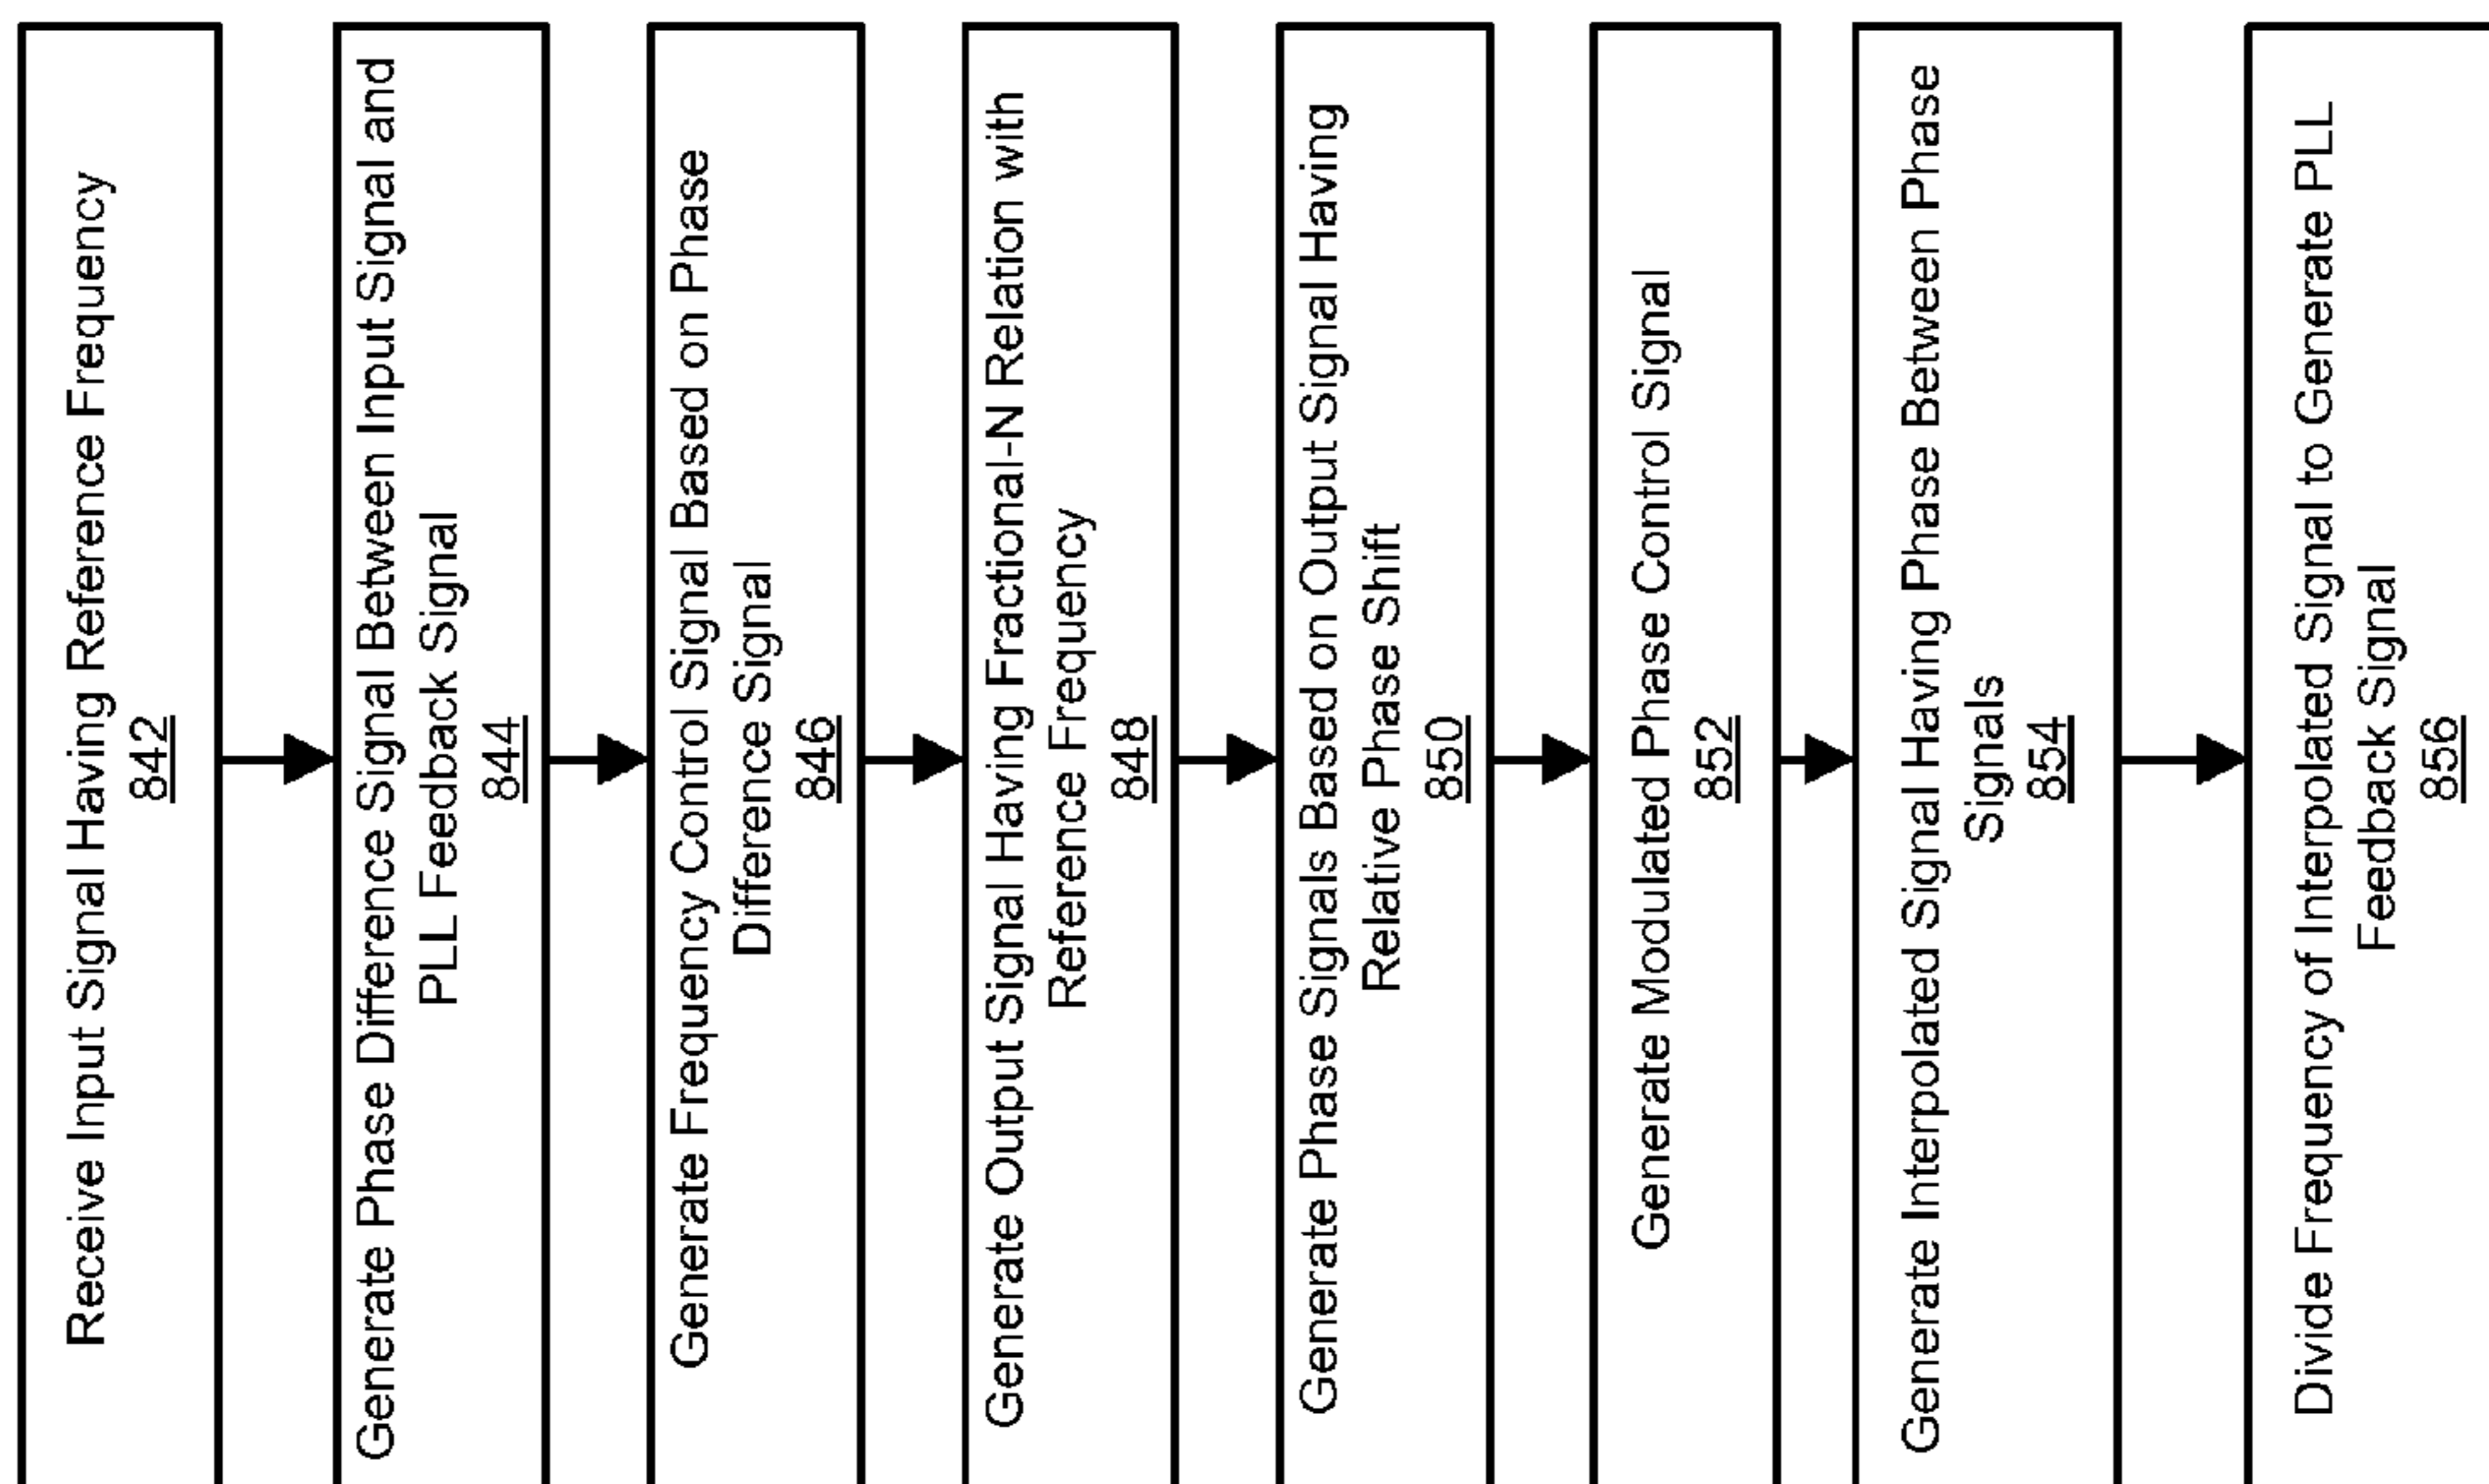 Receive Input Signal Having Reference Frequency
842
Generate Phase Difference Signal Between Input Signal and
PLL Feedback Signal
844
Generate Frequency Control Signal Based on Phase
Difference Signal
846
Generate Output Signal Having Fractional-N Relation with
Reference Frequency
848
Generate Phase Signals Based on Output Signal Having
Relative Phase Shift
850
Generate Modulated Phase Control Signal
852
Generate Interpolated Signal Having Phase Between Phase
Signals
854
Divide Frequency of Interpolated Signal to Generate PLL
Feedback Signal
856